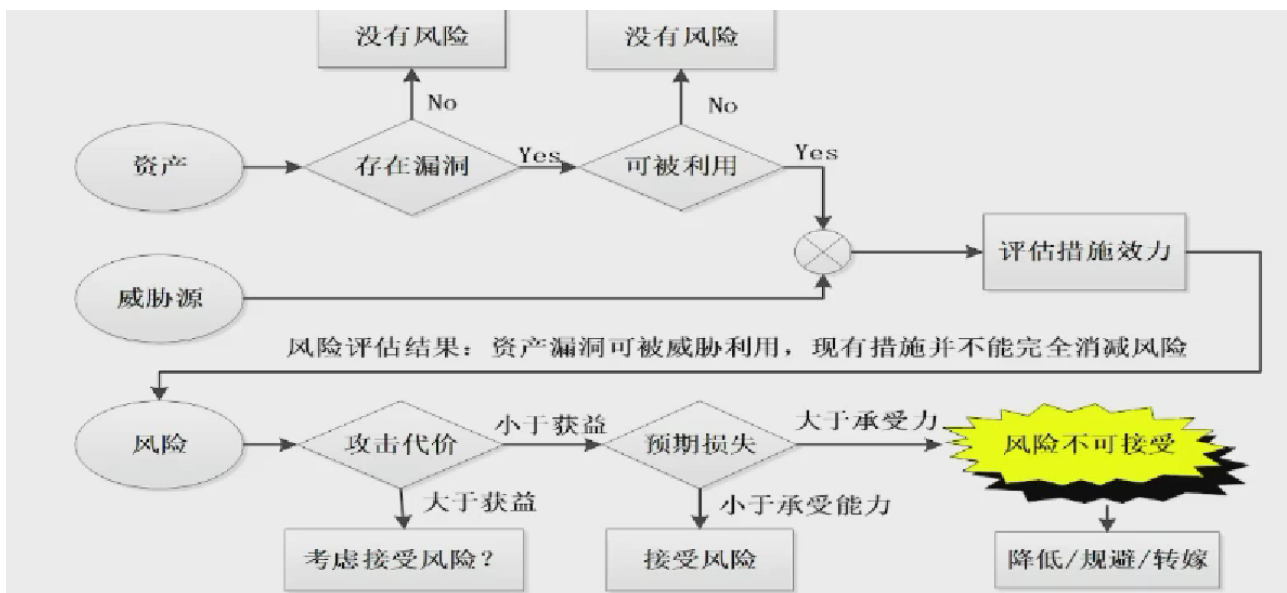 没有风险
没有风险
No
No
资产
存在漏洞
Yes
可被利用
Yes
评估措施效力
威胁源
风险评估结果：资产漏洞可被威胁利用，现有措施并不能完全消减风险
风险
攻击代价
小于获益
预期损失
大于承受力
风险不可接受
大于获益
小于承受能力
考虑接受风险？
接受风险
降低/规避/转嫁